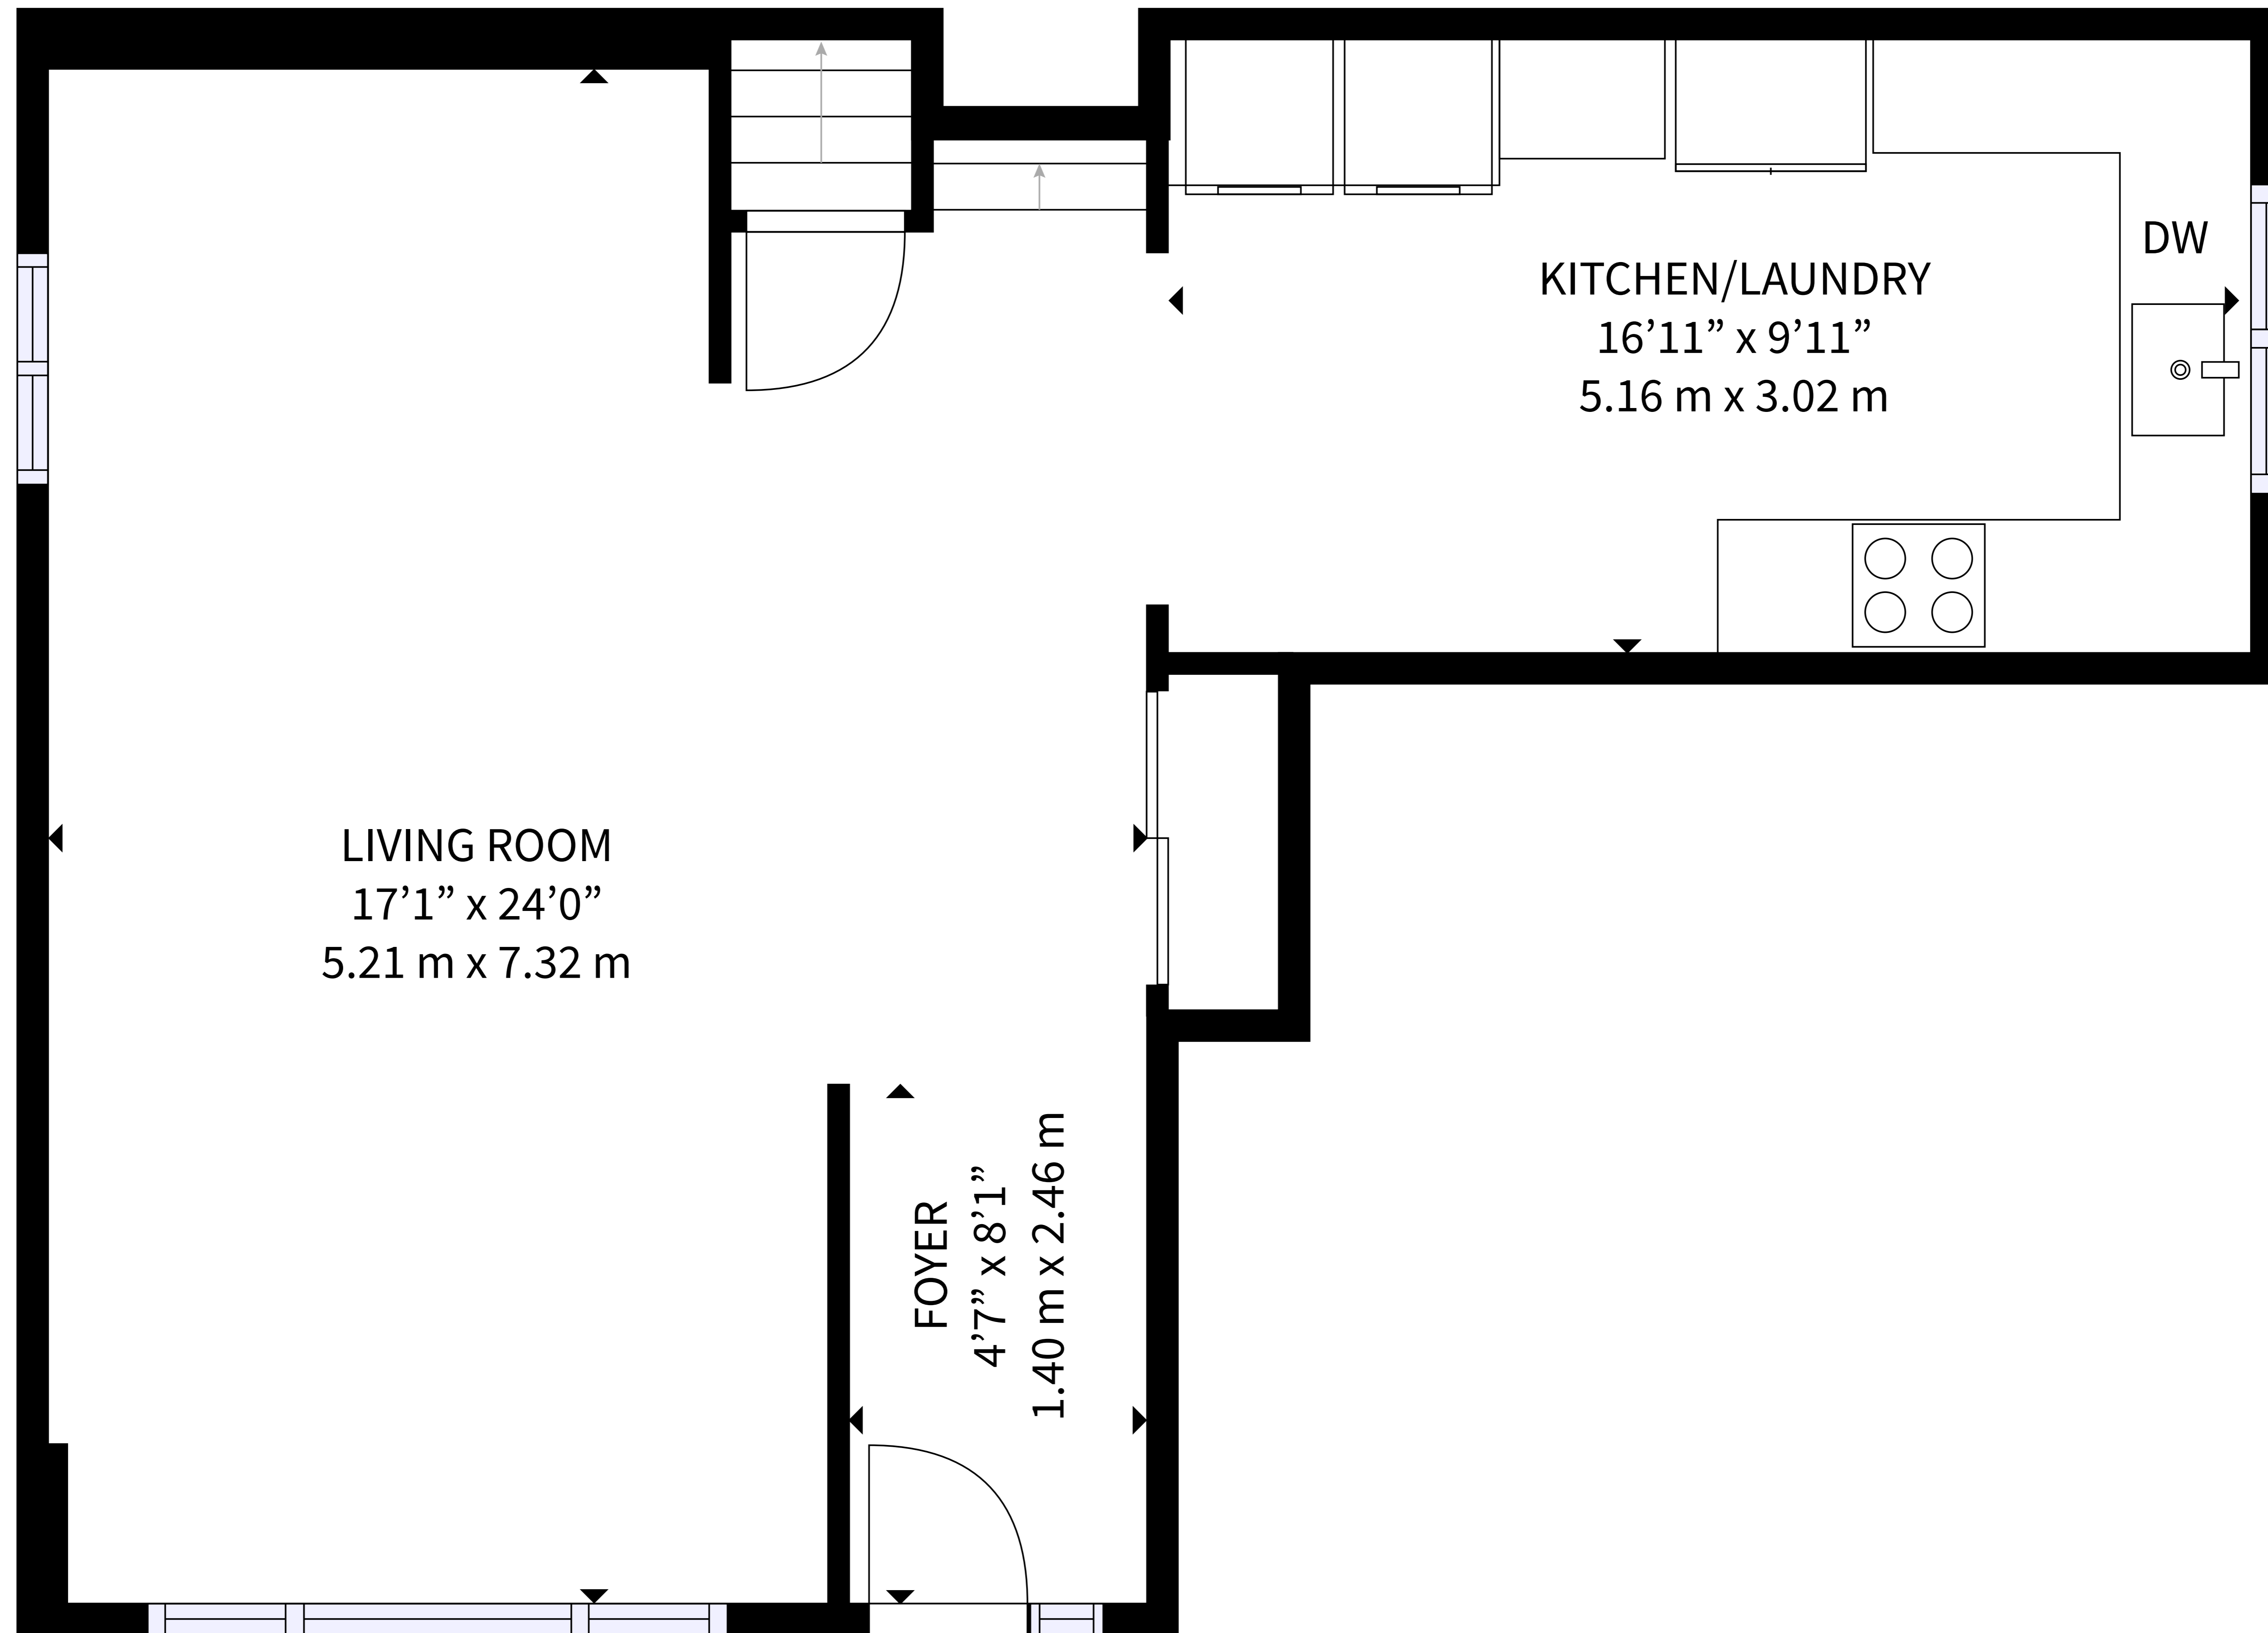 DW
KITCHEN/LAUNDRY
16’11” x 9’11”
5.16 m x 3.02 m
LIVING ROOM
17’1” x 24’0”
5.21 m x 7.32 m
FOYER
4’7” x 8’1”
1.40 m x 2.46 m